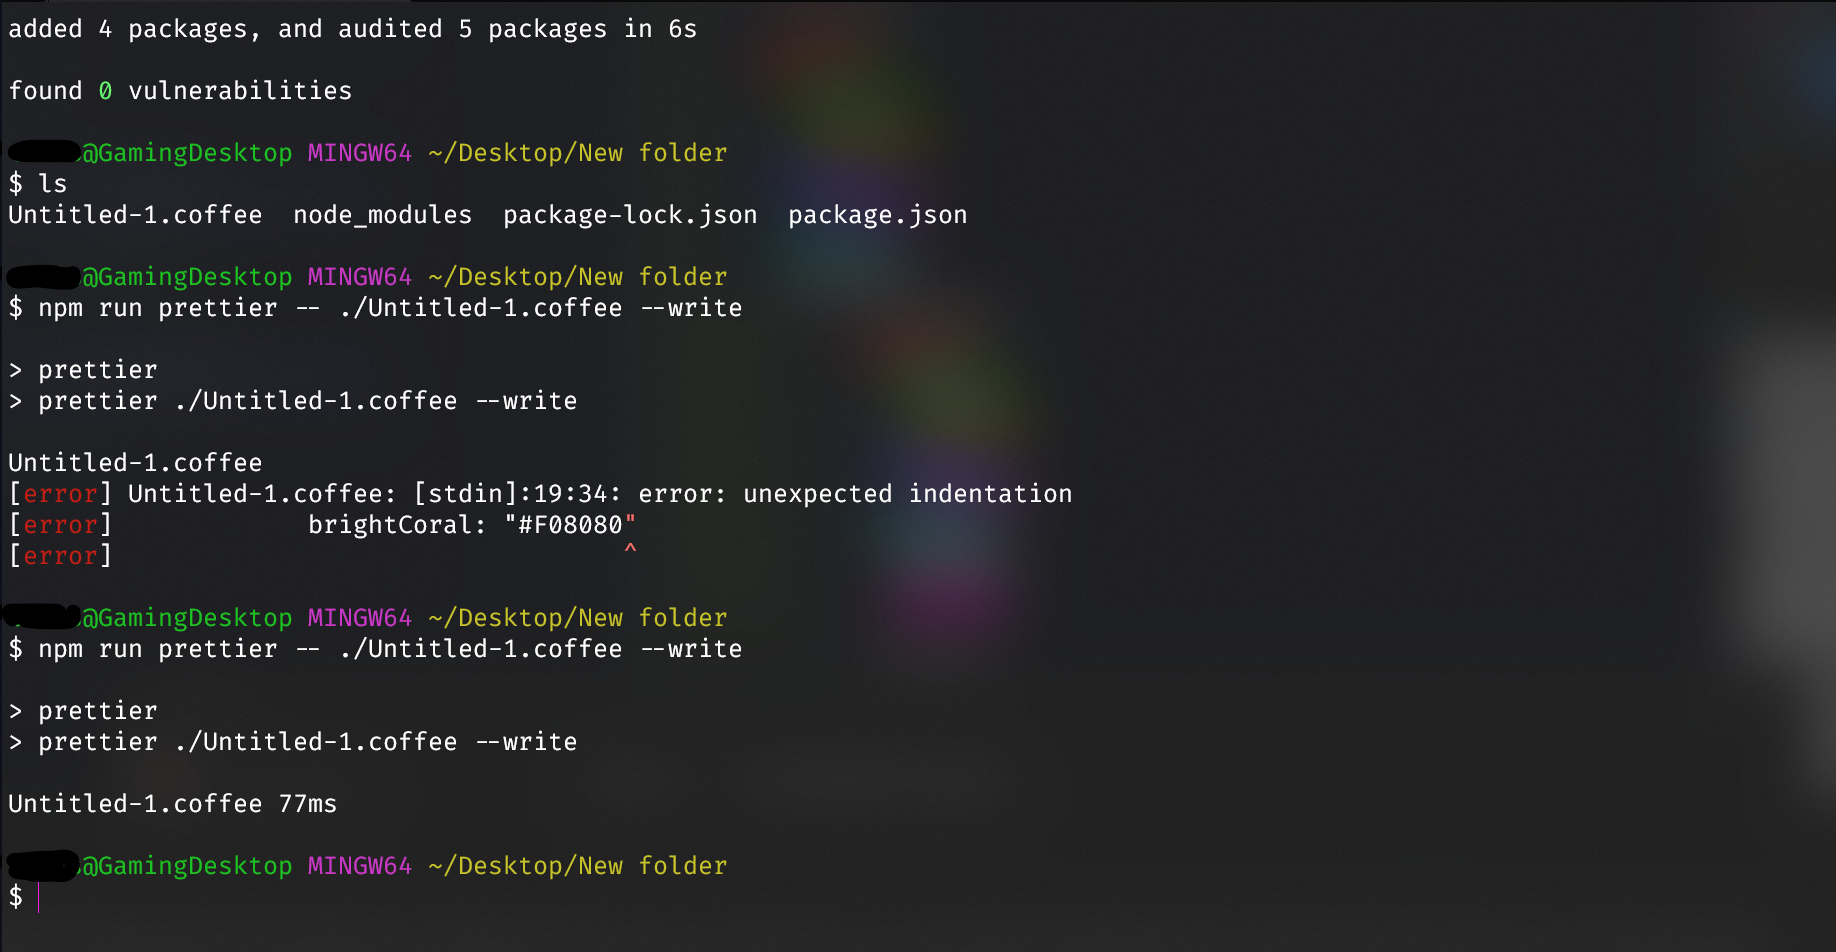 added 4 packages, and audited 5 packages in 6s
found 0 vulnerabilities
@GamingDesktop MINGW64 ~/Desktop/New folder
$ ls
Untitled-1.coffee  node_modules  package-lock.json  package.json
@GamingDesktop MINGW64 ~/Desktop/New folder
$ npm run prettier -- ./Untitled-1.coffee --write
> prettier
> prettier ./Untitled-1.coffee --write
Untitled-1.coffee
[error] Untitled-1.coffee: [stdin]:19:34: error: unexpected indentation
[error]             brightCoral: "#F08080"
[error]                                  ^
@GamingDesktop MINGW64 ~/Desktop/New folder
$ npm run prettier -- ./Untitled-1.coffee --write
> prettier
> prettier ./Untitled-1.coffee --write
Untitled-1.coffee 77ms
@GamingDesktop MINGW64 ~/Desktop/New folder
$